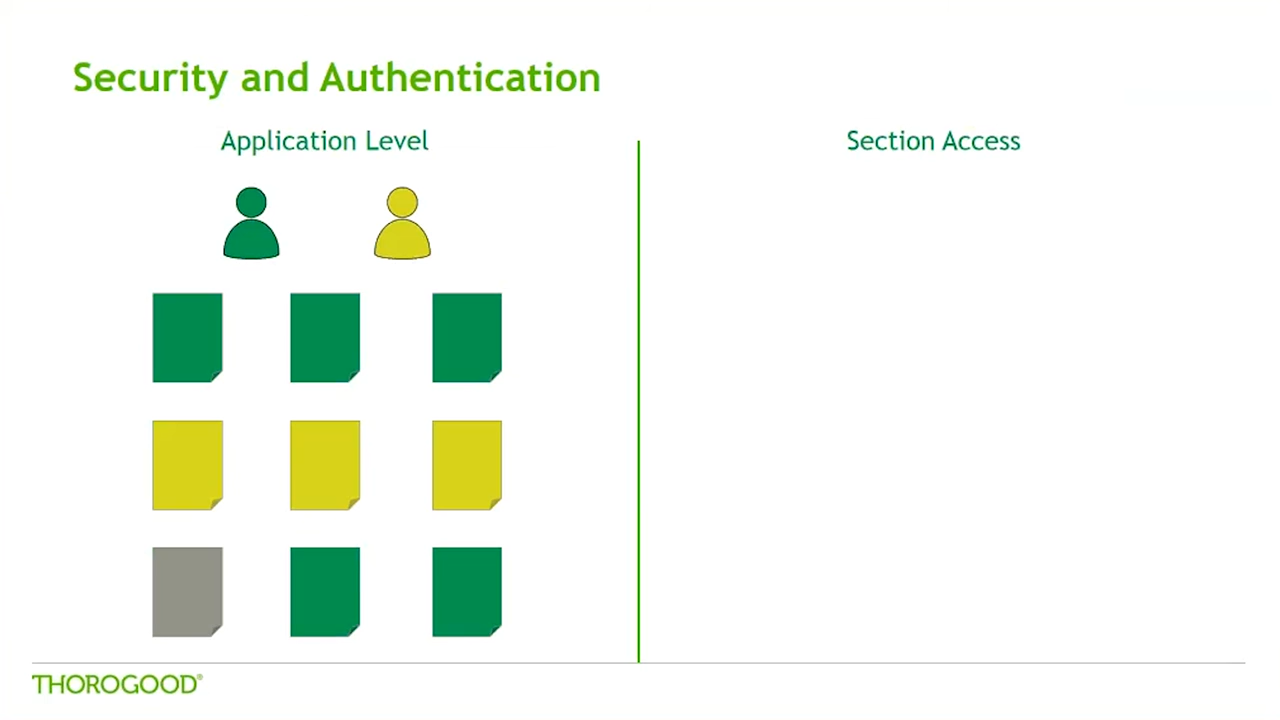 Security and Authentication
Application Level
Section Access
THOROGOOD®